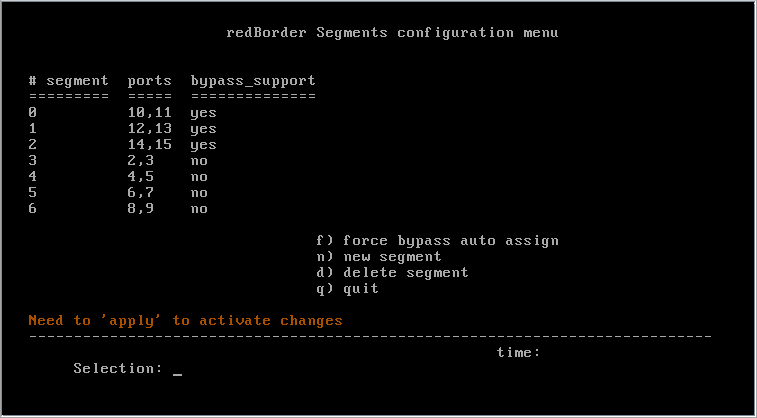 redBorder Segments configuration menu
# segment ports bypass_support
========= ===== ==============
0 10,11 yes
1 12,13 yes
2 14,15 yes
3 2,3 no
4 4,5 no
5 6,7 no
6 8,9 no
f) force bypass auto assign
n) new segment
d) delete segment
q) quit
Need to 'apply' to activate changes
----------------------------------------------------------------------------
time:
Selection: _